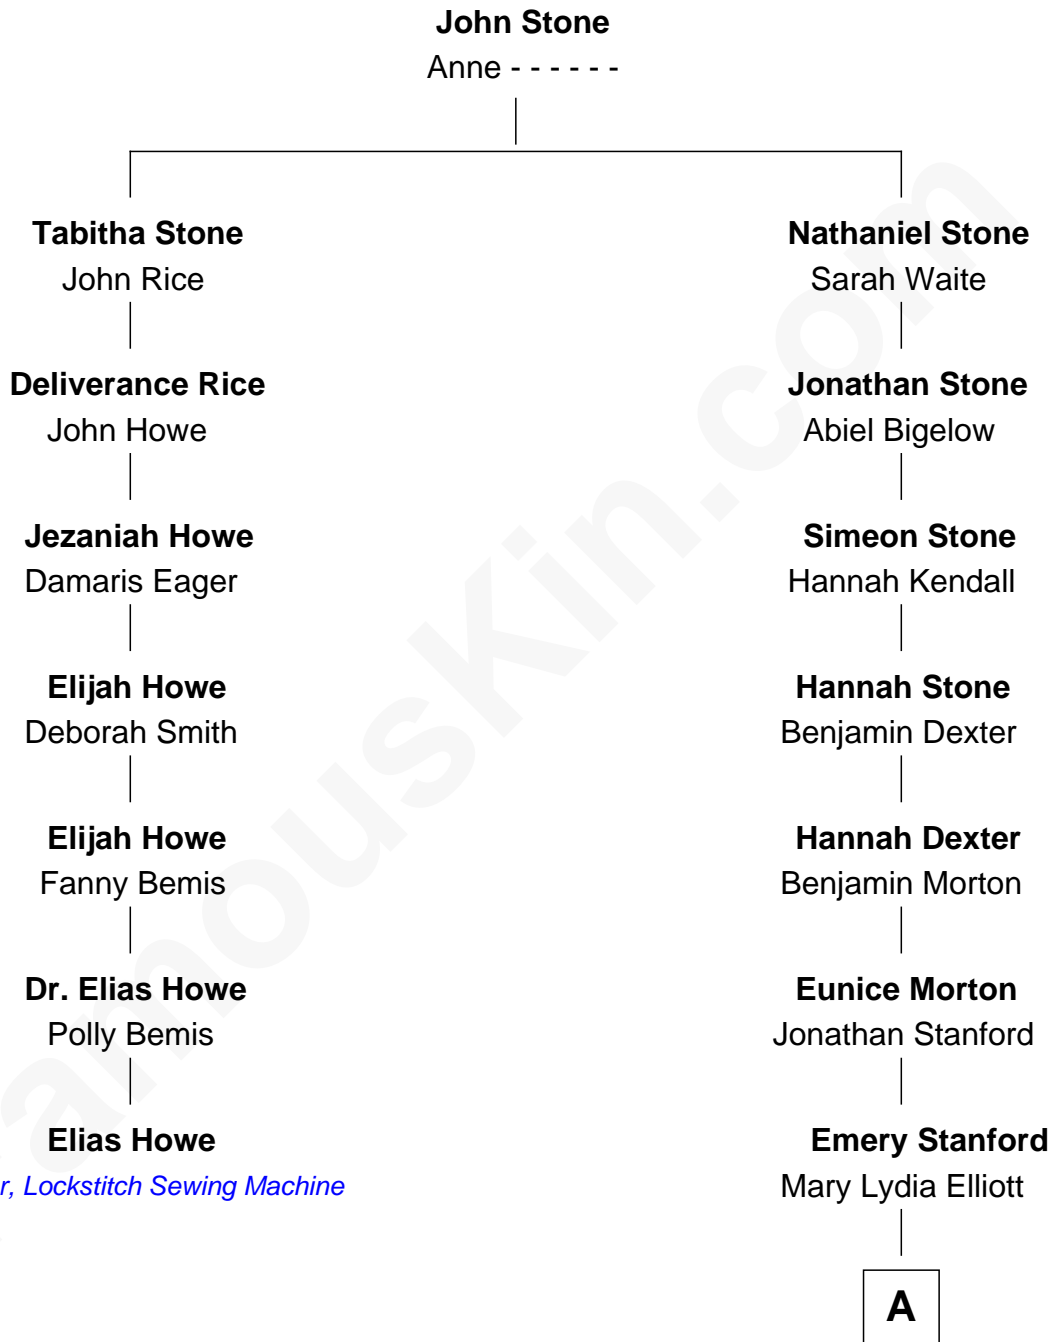 John Stone
Anne - - - - - -
Tabitha Stone
John Rice
Nathaniel Stone
Sarah Waite
Deliverance Rice
John Howe
Jonathan Stone
Abiel Bigelow
Jezaniah Howe
Damaris Eager
Simeon Stone
Hannah Kendall
Elijah Howe
Deborah Smith
Hannah Stone
Benjamin Dexter
Elijah Howe
Fanny Bemis
Hannah Dexter
Benjamin Morton
Dr. Elias Howe
Polly Bemis
Eunice Morton
Jonathan Stanford
Elias Howe
r, Lockstitch Sewing Machine
Emery Stanford
Mary Lydia Elliott
A
amouskin.com